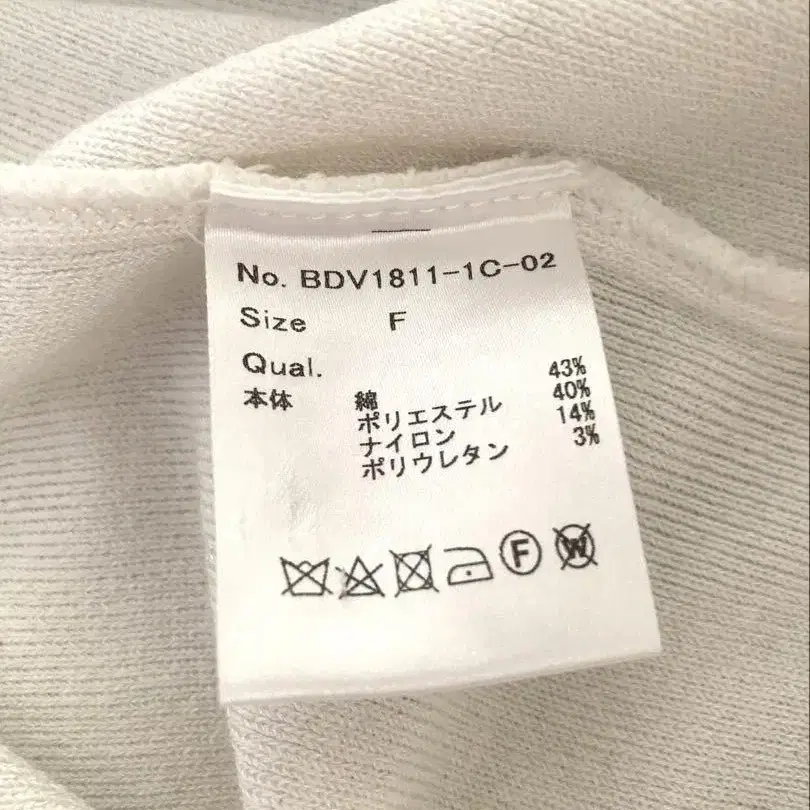 No. BDV1811-1C-02
Size F
Qual.
本体 綿 43%
ポリエステル 40%
ナイロン 14%
ポリウレタン 3%
F W